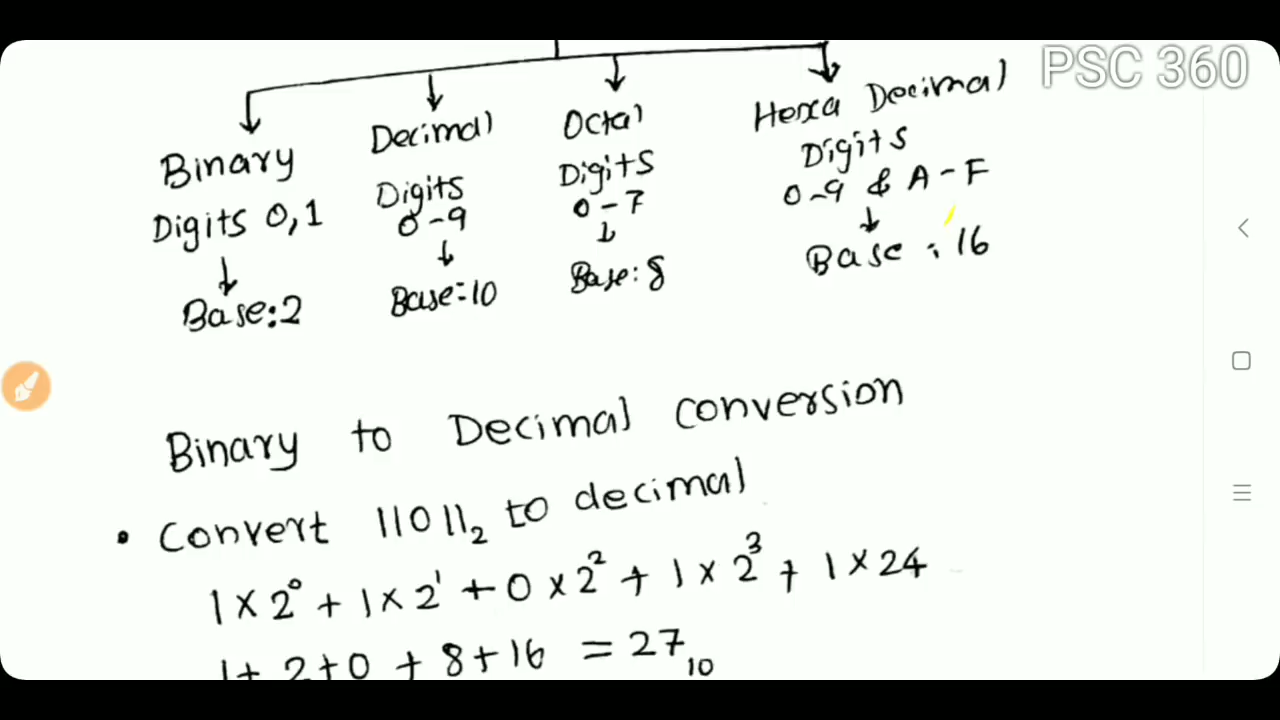 PSC 360
Binary
Digits 0,1
Base:2
Decimal
Digits
0-9
Base:10
Octal
Digits
0-7
Base:8
Hexa Decimal
Digits
0-9 & A-F
Base:16
Binary to Decimal conversion
• Convert 11011₂ to decimal
1×2⁰ + 1×2¹ + 0×2² + 1×2³ + 1×24
1+ 2+0 + 8+16 = 27₁₀